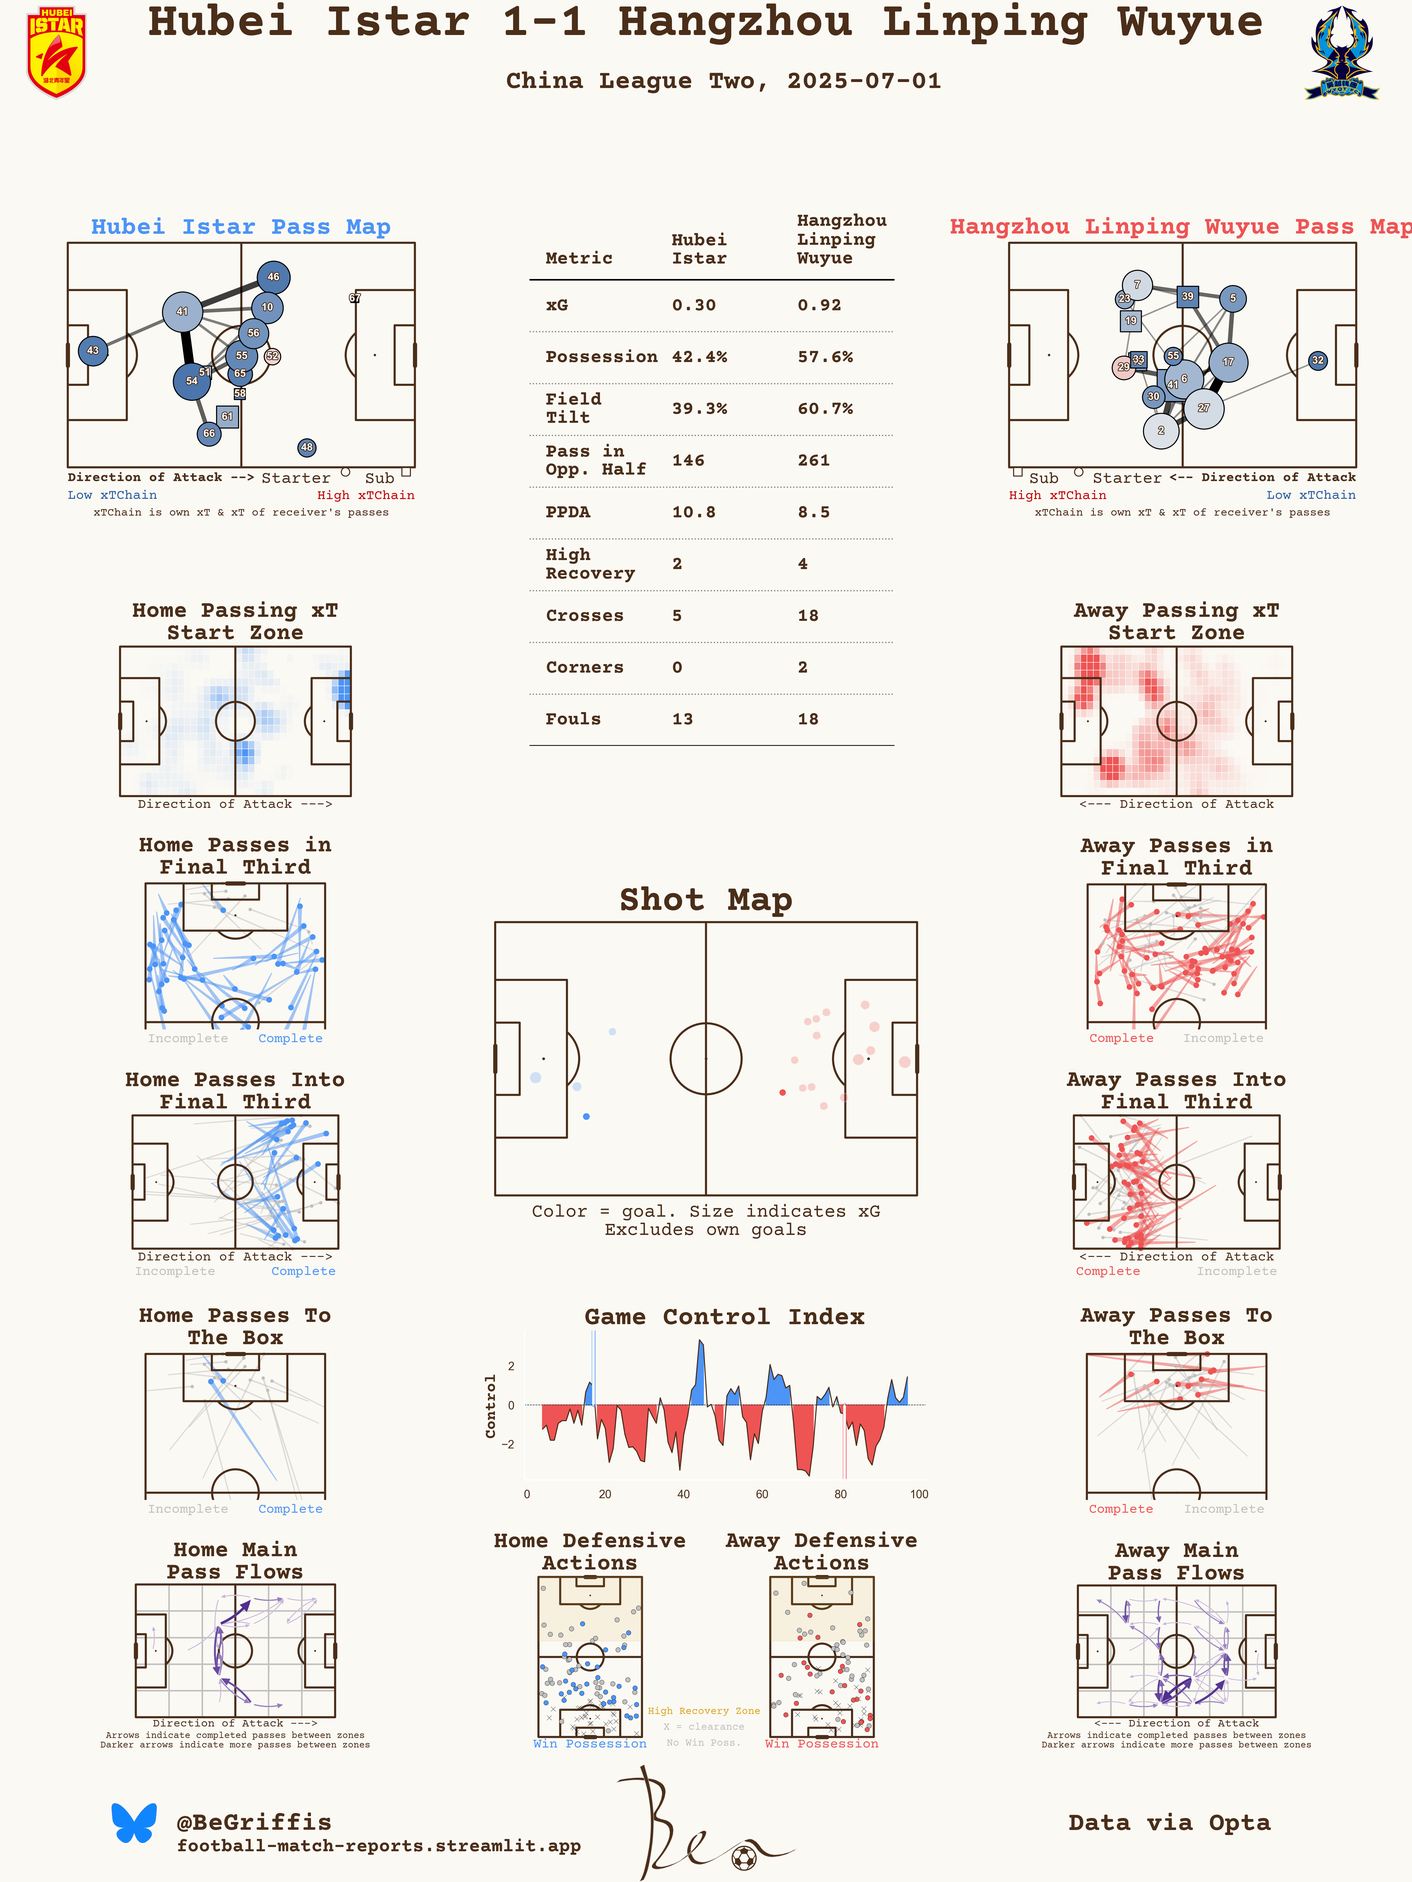 Hubei Istar 1-1 Hangzhou Linping Wuyue
China League Two, 2025-07-01
HUBEI
ISTAR
湖北青年星
Hubei Istar Pass Map
46
41
10
56
43
55
52
51
54
65
58
61
66
48
67
Direction of Attack --> Starter Sub
Low xTChain High xTChain
xTChain is own xT & xT of receiver's passes
Metric Hubei Istar Hangzhou Linping Wuyue
xG 0.30 0.92
Possession 42.4% 57.6%
Field Tilt 39.3% 60.7%
Pass in Opp. Half 146 261
PPDA 10.8 8.5
High Recovery 2 4
Crosses 5 18
Corners 0 2
Fouls 13 18
Hangzhou Linping Wuyue Pass Map
7
23
39
5
19
33
29
55
17
32
6
41
30
27
2
Sub Starter <-- Direction of Attack
High xTChain Low xTChain
xTChain is own xT & xT of receiver's passes
Home Passing xT
Start Zone
Direction of Attack --->
Away Passing xT
Start Zone
<--- Direction of Attack
Home Passes in
Final Third
Incomplete Complete
Away Passes in
Final Third
Complete Incomplete
Shot Map
Color = goal. Size indicates xG
Excludes own goals
Home Passes Into
Final Third
Direction of Attack --->
Incomplete Complete
Away Passes Into
Final Third
<--- Direction of Attack
Complete Incomplete
Home Passes To
The Box
Incomplete Complete
Game Control Index
Control
2
0
−2
0 20 40 60 80 100
Away Passes To
The Box
Complete Incomplete
Home Main
Pass Flows
Direction of Attack --->
Arrows indicate completed passes between zones
Darker arrows indicate more passes between zones
Home Defensive
Actions
Win Possession
High Recovery Zone
X = clearance
No Win Poss.
Away Defensive
Actions
Win Possession
Away Main
Pass Flows
<--- Direction of Attack
Arrows indicate completed passes between zones
Darker arrows indicate more passes between zones
@BeGriffis
football-match-reports.streamlit.app
Ben
Data via Opta